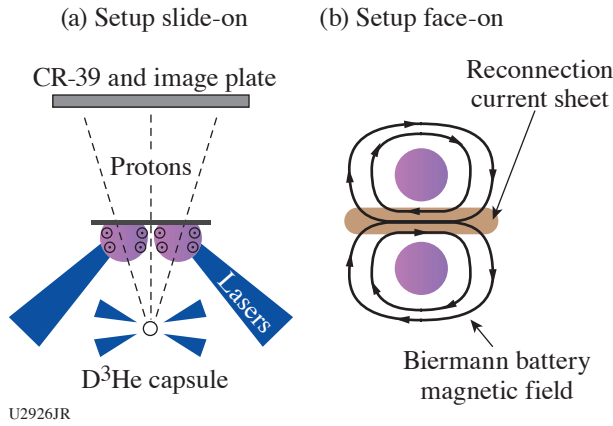 (a) Setup slide-on
CR-39 and image plate
Protons
Lasers
D³He capsule
U2926JR
(b) Setup face-on
Reconnection
current sheet
Biermann battery
magnetic field